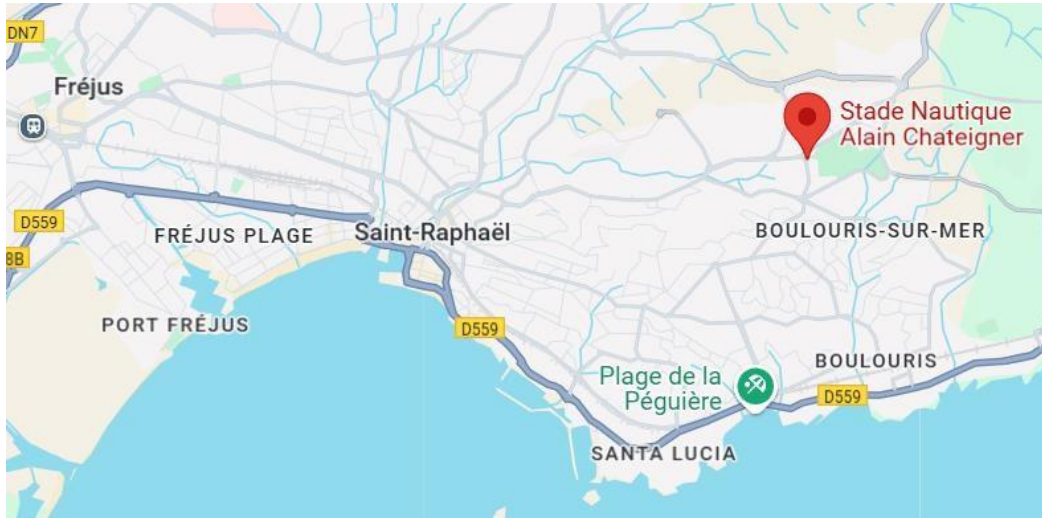 DN7
Fréjus
Stade Nautique
Alain Chateigner
D559
8B
FRÉJUS PLAGE
Saint-Raphaël
BOULOURIS-SUR-MER
PORT FRÉJUS
D559
BOULOURIS
Plage de la
Péguière
D559
SANTA LUCIA